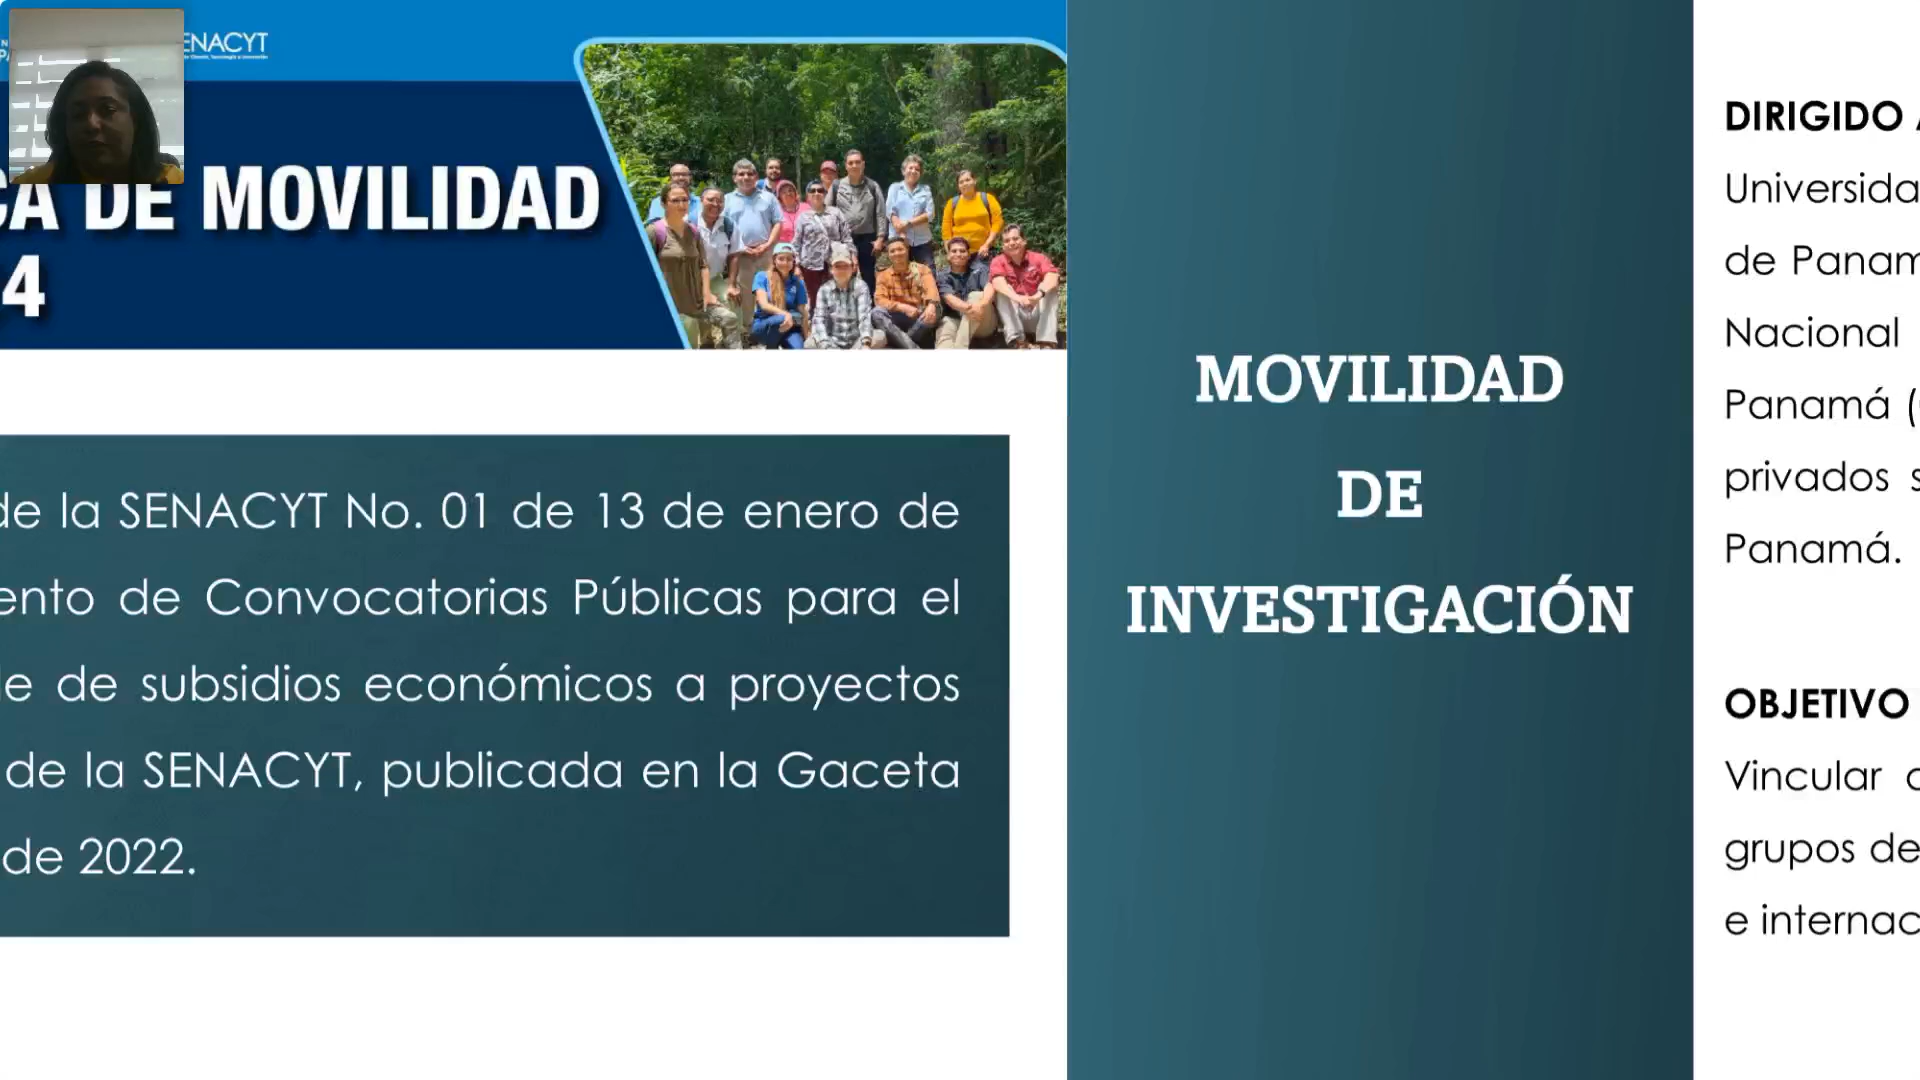 ENACYT
CA DE MOVILIDAD
4
de la SENACYT No. 01 de 13 de enero de
ento de Convocatorias Públicas para el
le de subsidios económicos a proyectos
de la SENACYT, publicada en la Gaceta
de 2022.
MOVILIDAD
DE
INVESTIGACIÓN
DIRIGIDO
Universida
de Panam
Nacional
Panamá (
privados s
Panamá.
OBJETIVO
Vincular
grupos de
e internac